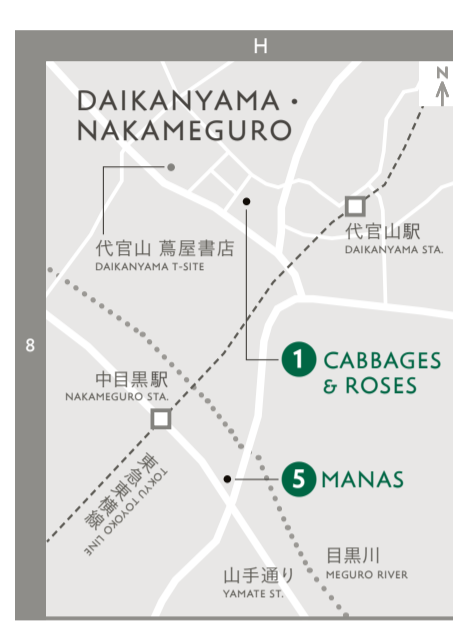 H
N
DAIKANYAMA・
NAKAMEGURO
代官山 蔦屋書店
DAIKANYAMA T-SITE
代官山駅
DAIKANYAMA STA.
8
1 CABBAGES
& ROSES
中目黒駅
NAKAMEGURO STA.
東急東横線
TOKYU TOYOKO LINE
5 MANAS
目黒川
MEGURO RIVER
山手通り
YAMATE ST.